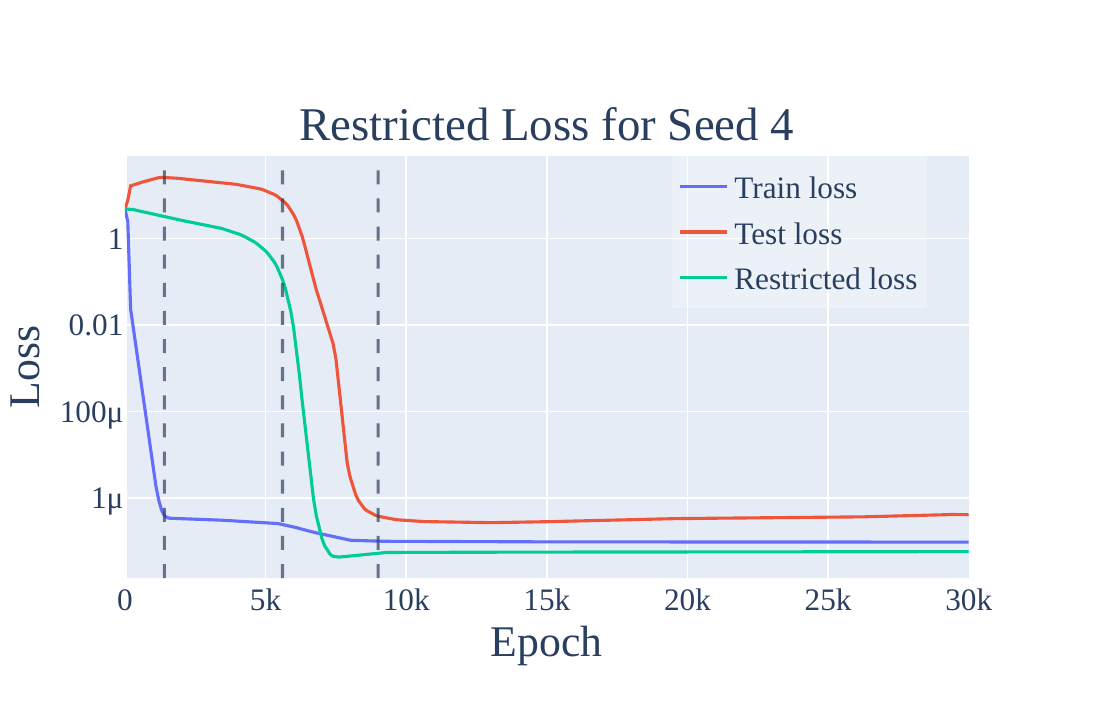 Restricted Loss for Seed 4
Train loss
Test loss
Restricted loss
Loss
1
0.01
100μ
1μ
0
5k
10k
15k
20k
25k
30k
Epoch